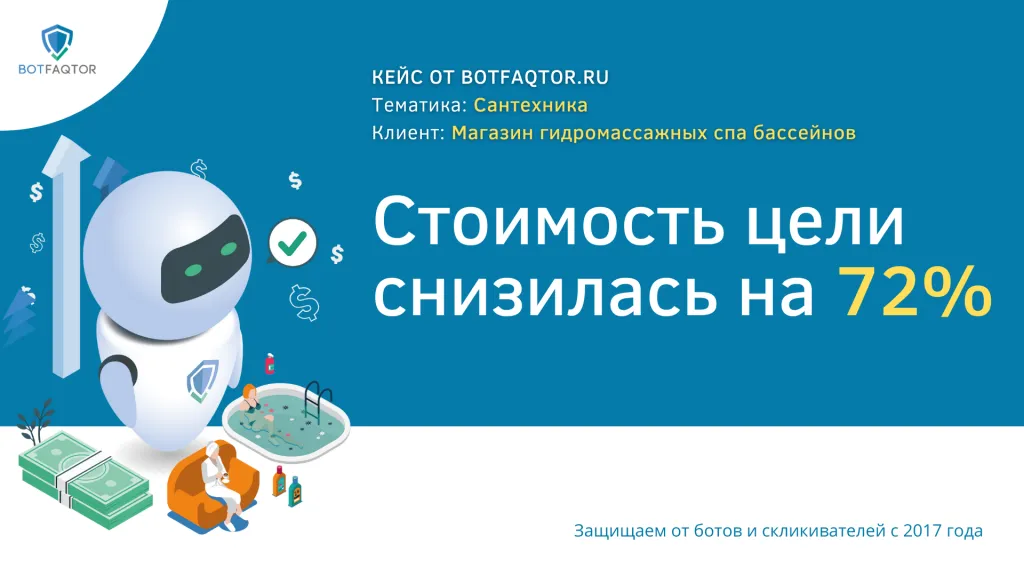 BOTFAQTOR
КЕЙС ОТ BOTFAQTOR.RU
Тематика: Сантехника
Клиент: Магазин гидромассажных спа бассейнов
Стоимость цели
снизилась на 72%
Защищаем от ботов и скликивателей с 2017 года